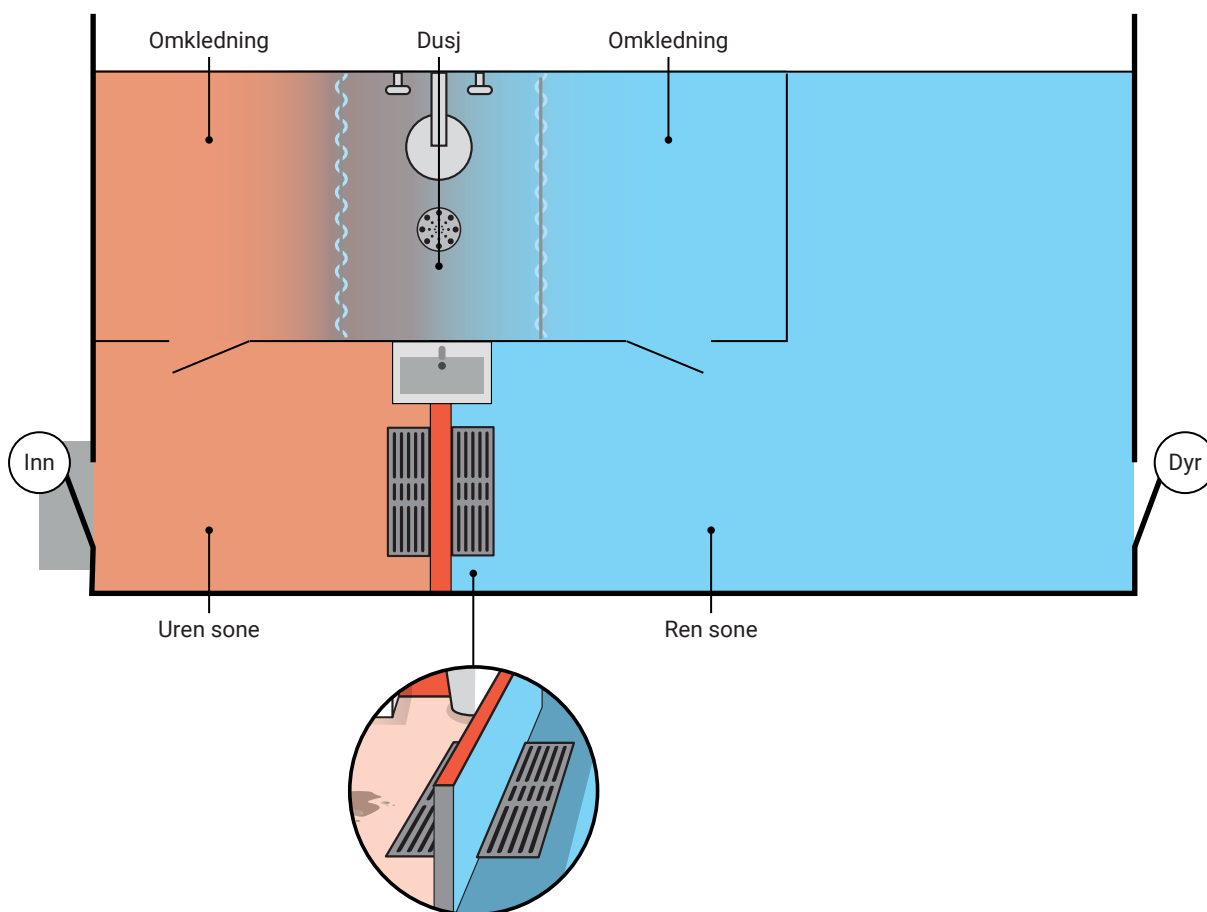 Omkledning
Dusj
Omkledning
Inn
Dyr
Uren sone
Ren sone